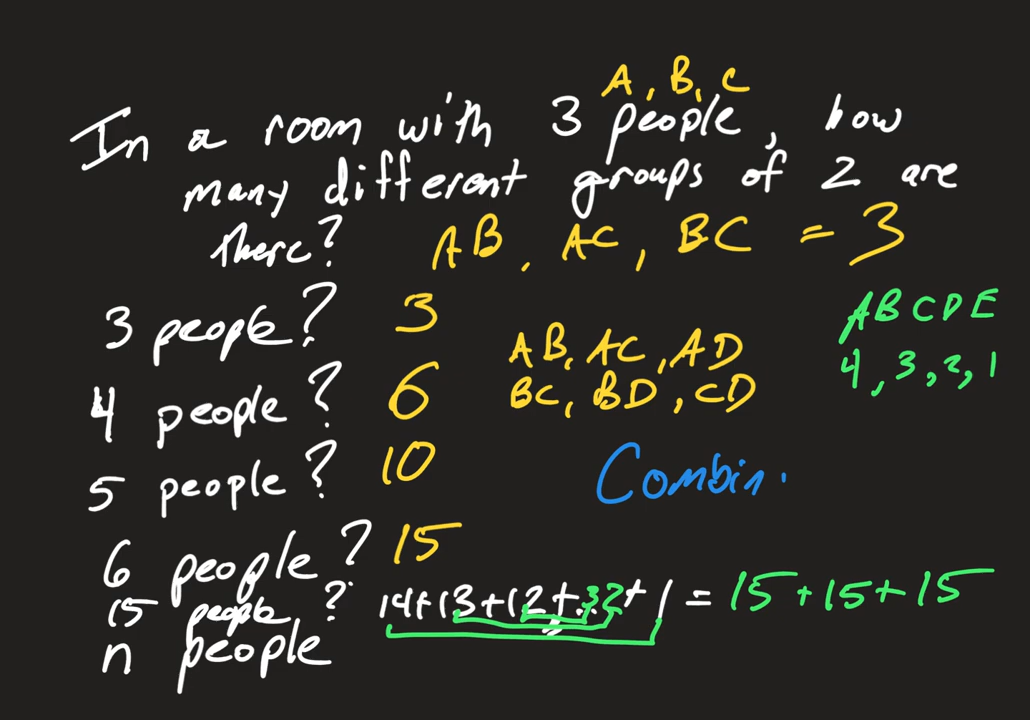 A, B, C
In a room with 3 people, how
many different groups of 2 are
there? AB, AC, BC = 3
3 people? 3
ABCDE
4, 3, 2, 1
AB, AC, AD
4 people? 6
BC, BD, CD
5 people? 10
Combin
6 people? 15
15 people? 14+13+12+ 3 2 + 1 = 15+15+15
n people